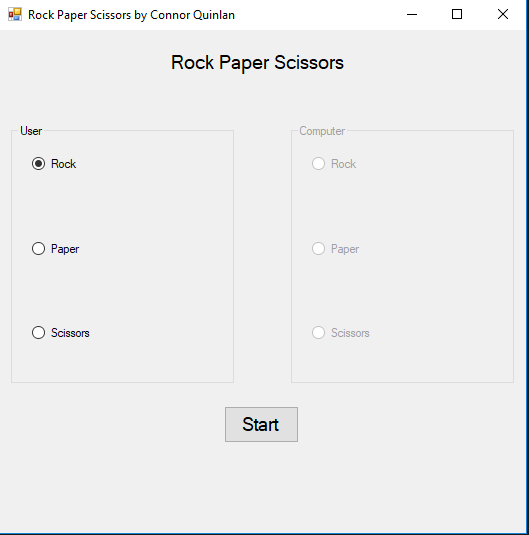 Rock Paper Scissors by Connor Quinlan
Rock Paper Scissors
User
Rock
Paper
Scissors
Computer
Rock
Paper
Scissors
Start